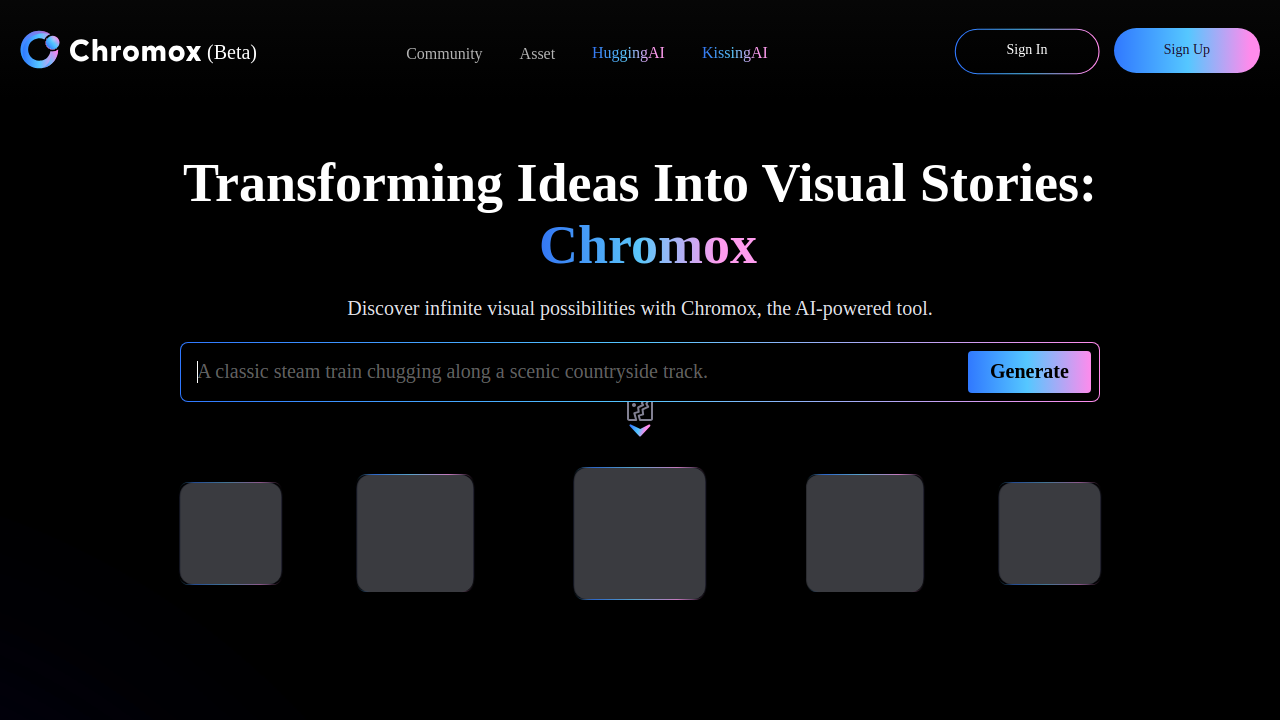 Chromox (Beta)
Community
Asset
HuggingAI
KissingAI
Sign In
Sign Up
Transforming Ideas Into Visual Stories:
Chromox
Discover infinite visual possibilities with Chromox, the AI-powered tool.
A classic steam train chugging along a scenic countryside track.
Generate